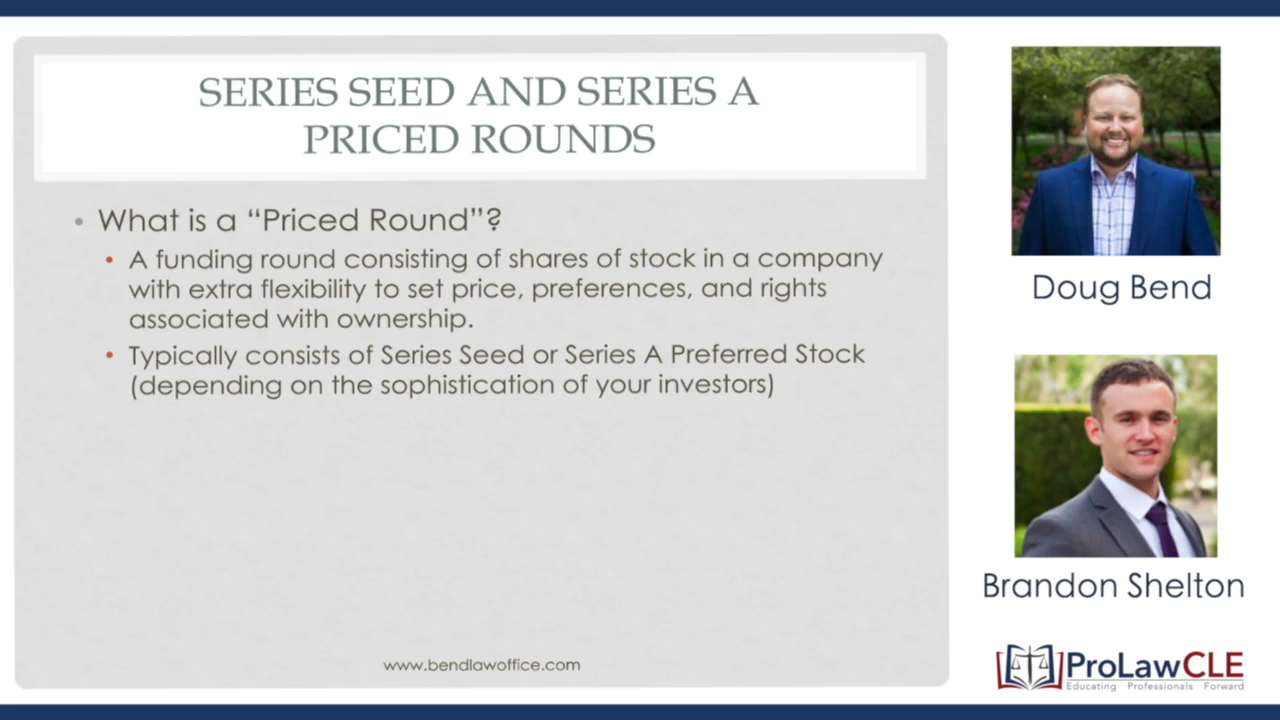 SERIES SEED AND SERIES A
PRICED ROUNDS
• What is a “Priced Round”?
• A funding round consisting of shares of stock in a company
with extra flexibility to set price, preferences, and rights
associated with ownership.
• Typically consists of Series Seed or Series A Preferred Stock
(depending on the sophistication of your investors)
www.bendlawoffice.com
Doug Bend
Brandon Shelton
ProLawCLE
Educating Professionals Forward